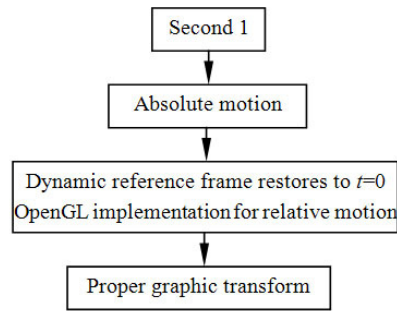 Second 1
Absolute motion
Dynamic reference frame restores to t=0
OpenGL implementation for relative motion
Proper graphic transform